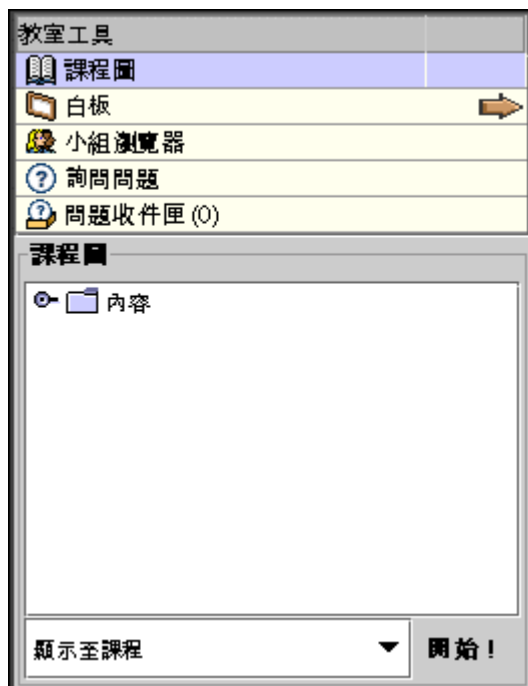 教室工具
課程圖
白板
小組瀏覽器
詢問問題
問題收件匣 (0)
課程圖
內容
顯示至課程
開始!